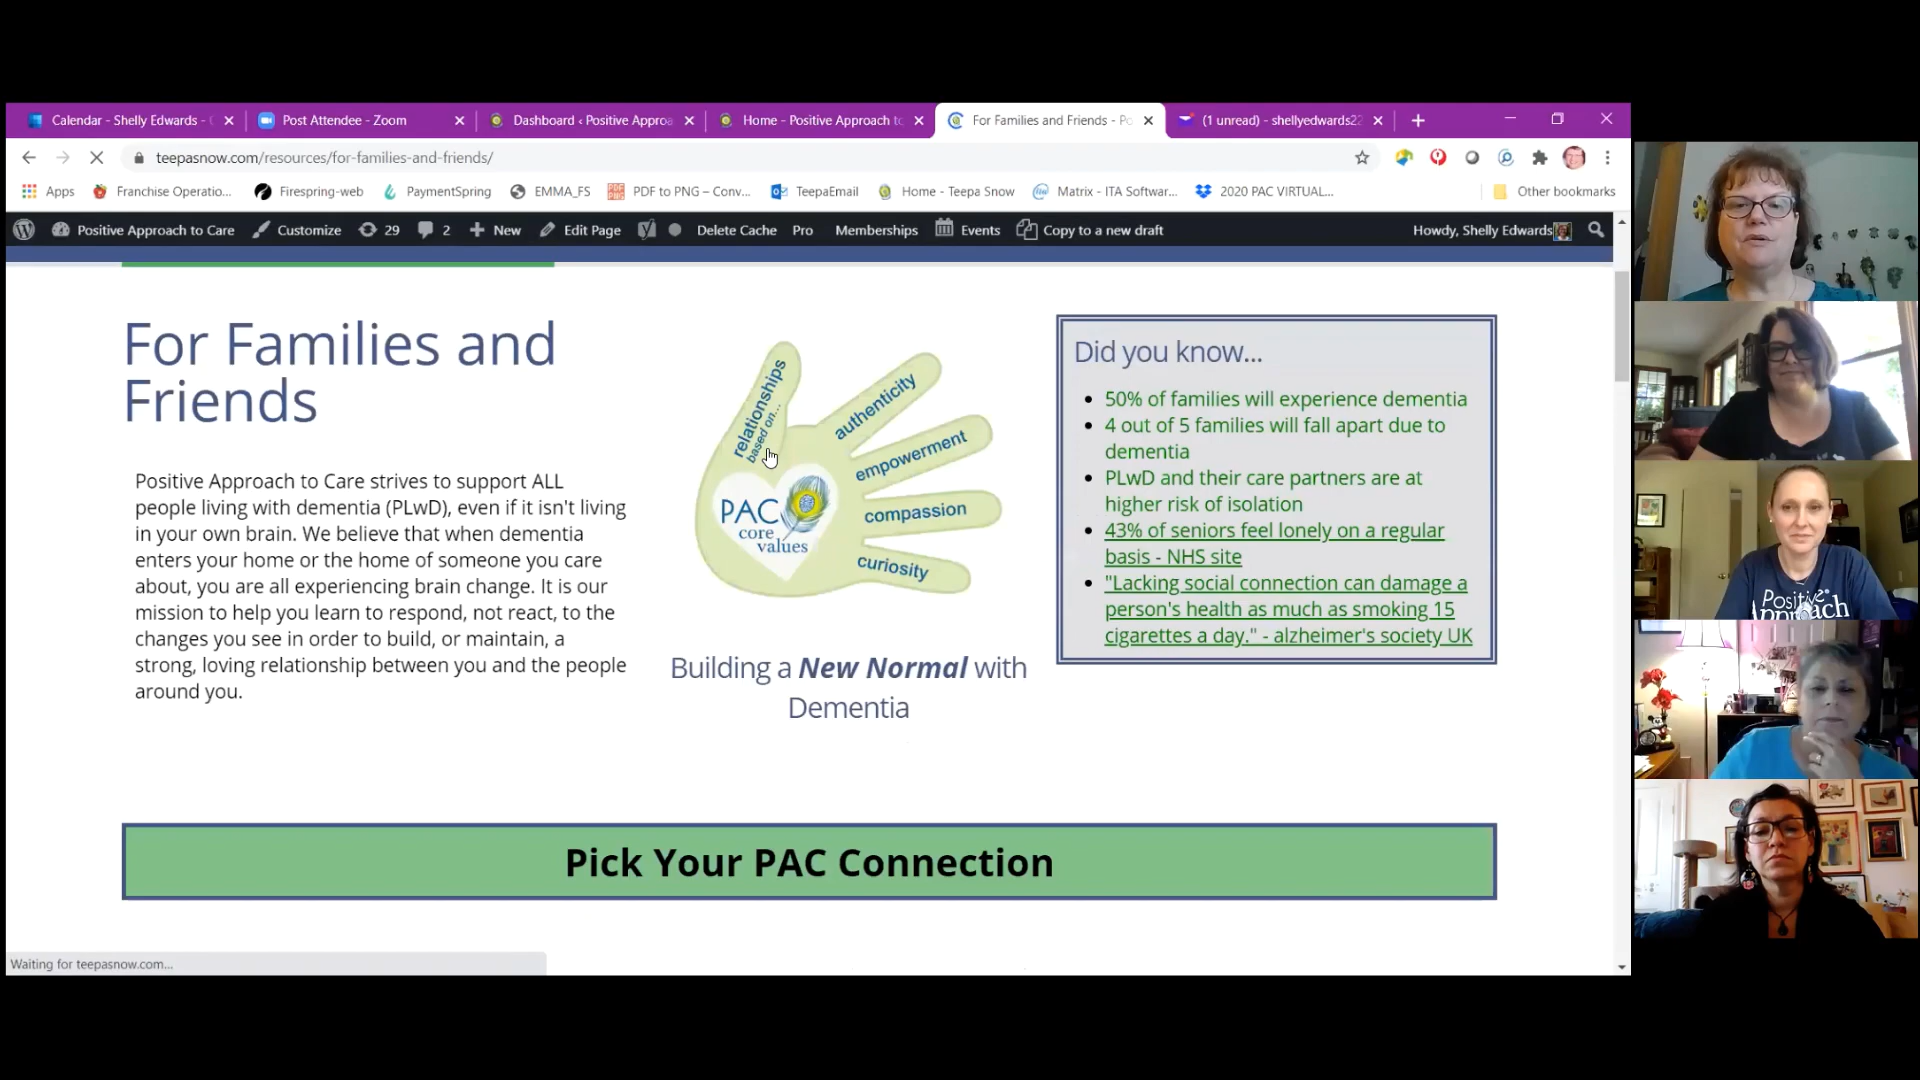 Calendar - Shelly Edwards -
Post Attendee - Zoom
Dashboard ‹ Positive Approa
Home - Positive Approach to
For Families and Friends - Po
(1 unread) - shellyedwards22
teepasnow.com/resources/for-families-and-friends/
Apps
Franchise Operatio...
Firespring-web
PaymentSpring
EMMA_FS
PDF to PNG – Conv...
TeepaEmail
Home - Teepa Snow
Matrix - ITA Softwar...
2020 PAC VIRTUAL...
Other bookmarks
Positive Approach to Care
Customize
29
2
New
Edit Page
Delete Cache
Pro
Memberships
Events
Copy to a new draft
Howdy, Shelly Edwards
For Families and
Friends
Positive Approach to Care strives to support ALL
people living with dementia (PLwD), even if it isn't living
in your own brain. We believe that when dementia
enters your home or the home of someone you care
about, you are all experiencing brain change. It is our
mission to help you learn to respond, not react, to the
changes you see in order to build, or maintain, a
strong, loving relationship between you and the people
around you.
relationships
based on...
authenticity
empowerment
compassion
curiosity
PAC
core
values
Building a New Normal with
Dementia
Did you know...
50% of families will experience dementia
4 out of 5 families will fall apart due to
dementia
PLwD and their care partners are at
higher risk of isolation
43% of seniors feel lonely on a regular
basis - NHS site
"Lacking social connection can damage a
person's health as much as smoking 15
cigarettes a day." - alzheimer's society UK
Pick Your PAC Connection
Waiting for teepasnow.com...
Positive
Approach